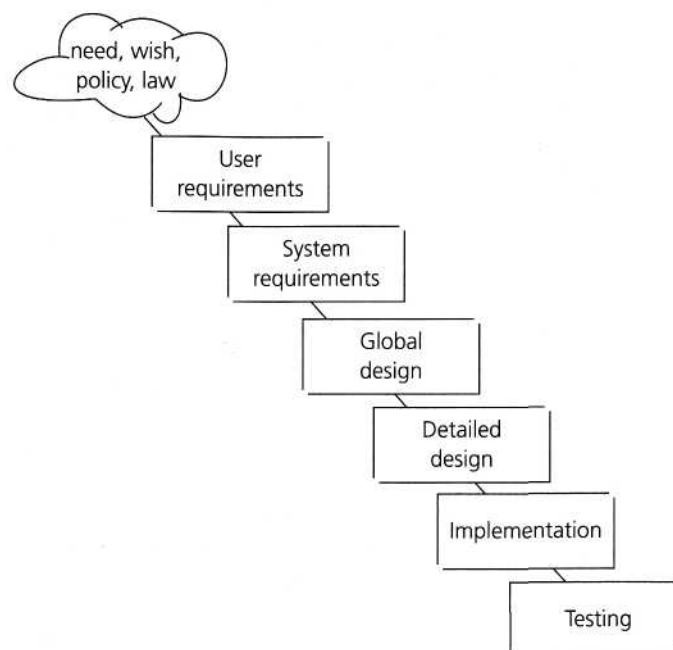 need, wish,
policy, law
User
requirements
System
requirements
Global
design
Detailed
design
Implementation
Testing